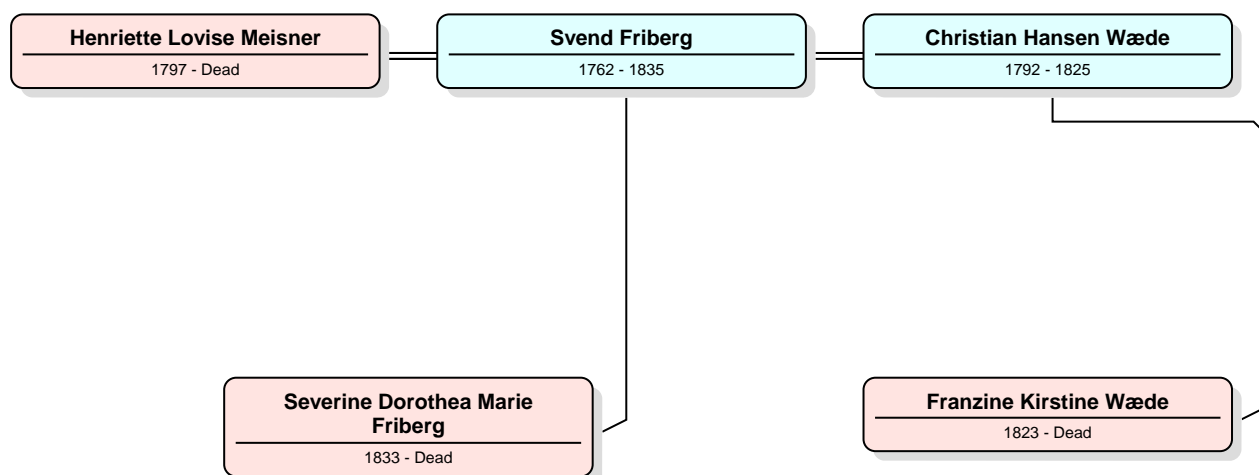 Henriette Lovise Meisner
1797 - Dead
Svend Friberg
1762 - 1835
Christian Hansen Wæde
1792 - 1825
Severine Dorothea Marie
Friberg
1833 - Dead
Franzine Kirstine Wæde
1823 - Dead